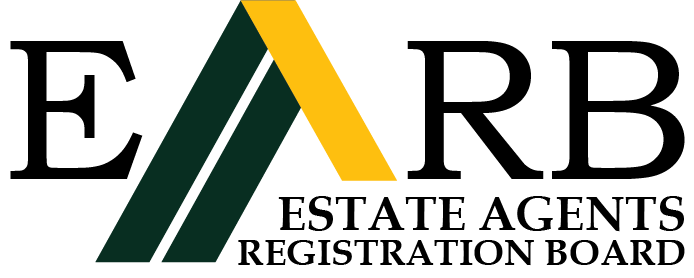 EARB
ESTATE AGENTS
REGISTRATION BOARD